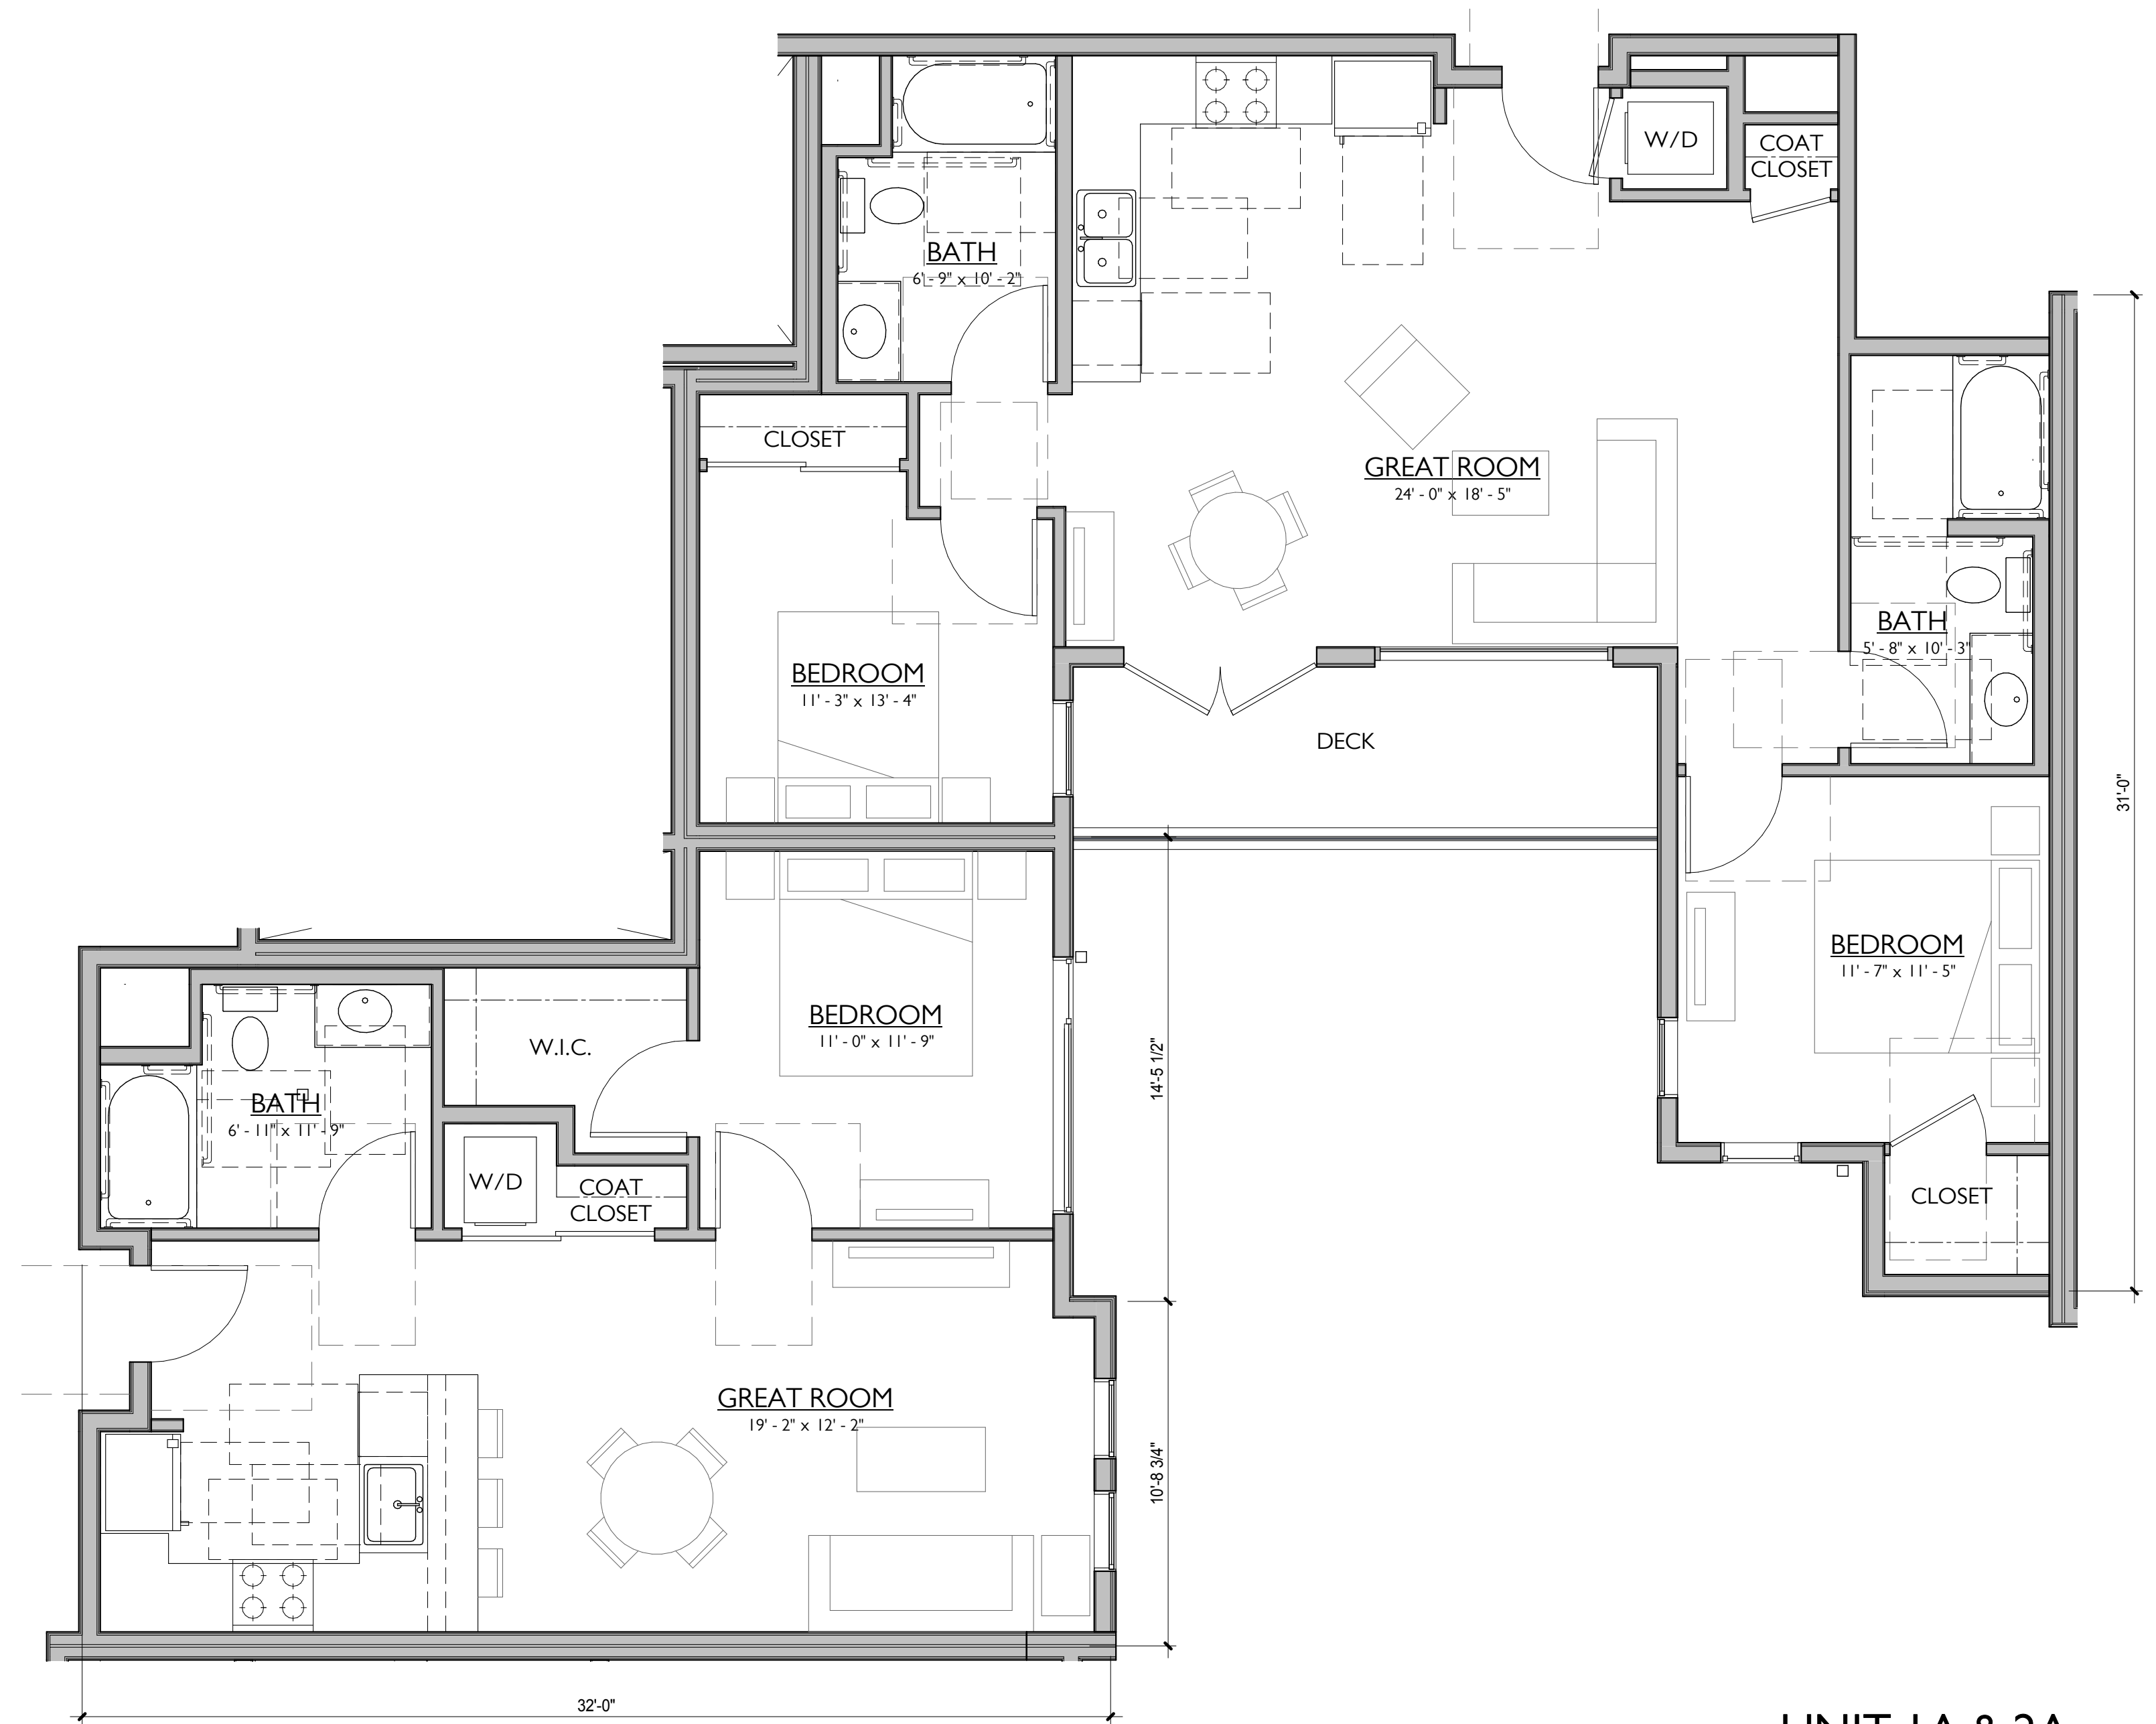 W/D
COAT
CLOSET
BATH
6' - 9" x 10' - 2"
CLOSET
GREAT ROOM
24' - 0" x 18' - 5"
BATH
5' - 8" x 10' - 3"
BEDROOM
11' - 3" x 13' - 4"
DECK
31'-0"
BEDROOM
11' - 7" x 11' - 5"
BEDROOM
11' - 0" x 11' - 9"
W.I.C.
14'-5 1/2"
BATH
6' - 11" x 11' - 9"
W/D
COAT
CLOSET
CLOSET
GREAT ROOM
19' - 2" x 12' - 2"
10'-8 3/4"
32'-0"
UNIT 1A & 2A